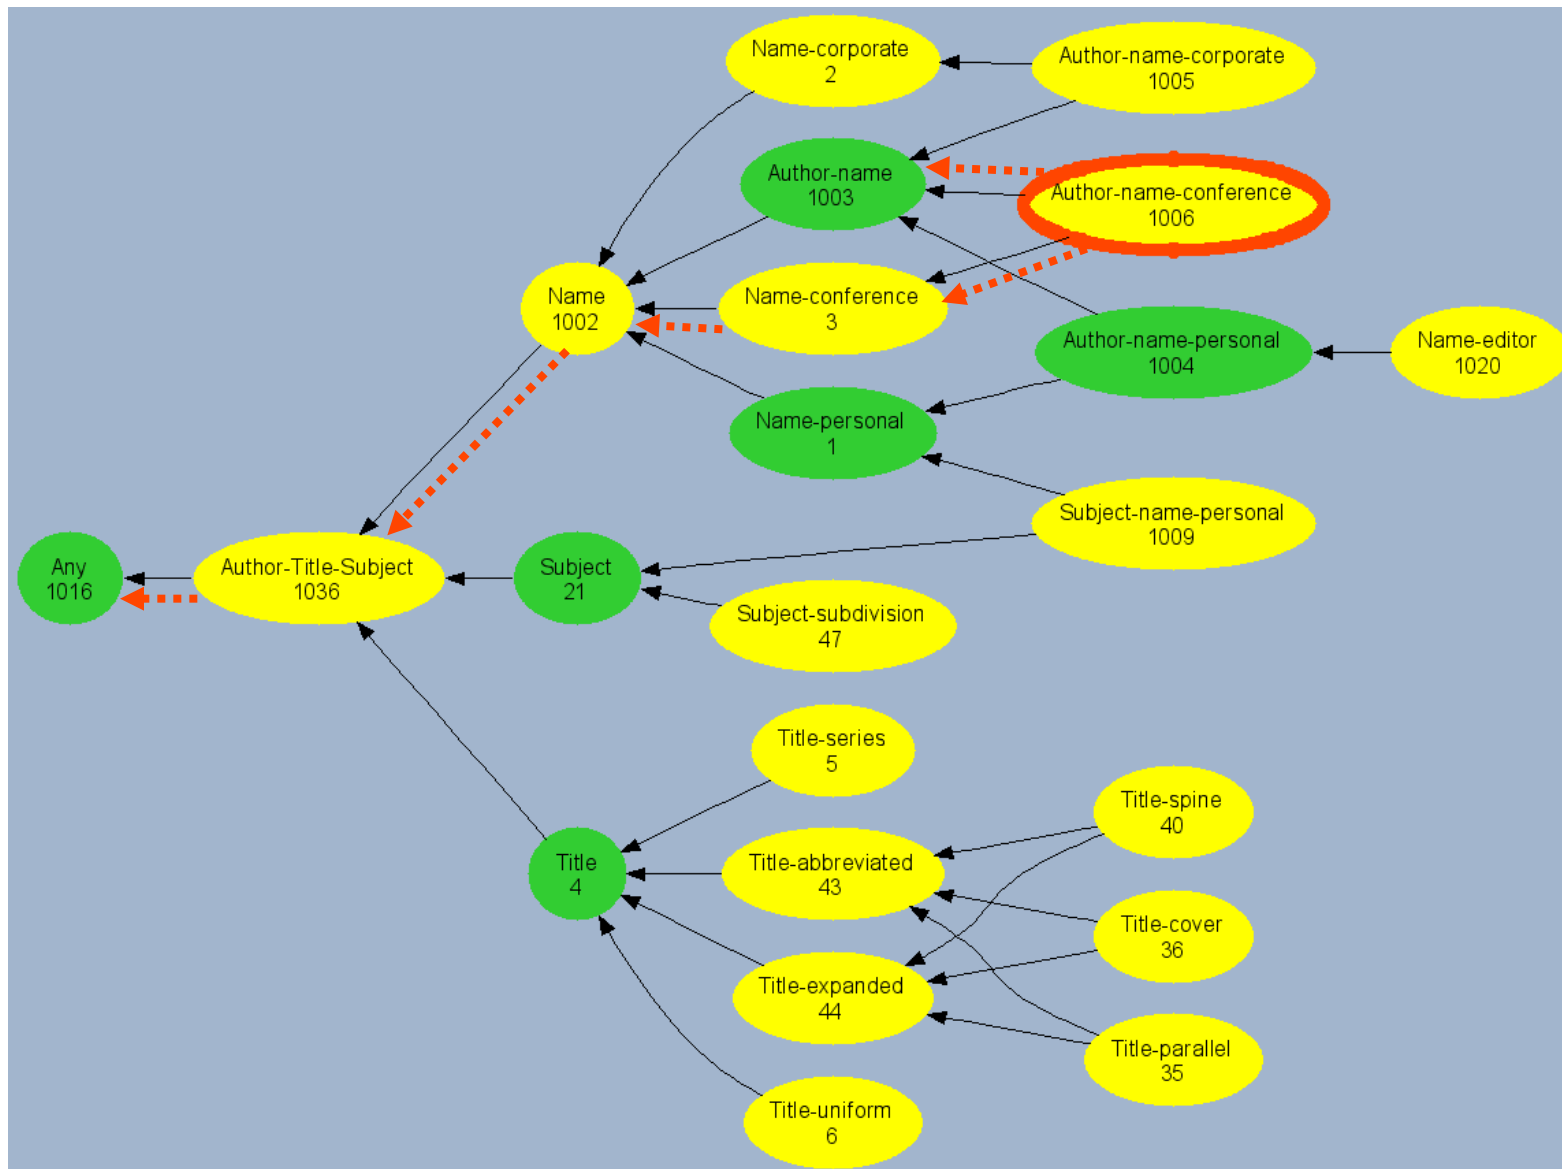 Name-corporate
2
Author-name-corporate
1005
Author-name
1003
Author-name-conference
1006
Name
1002
Name-conference
3
Author-name-personal
1004
Name-editor
1020
Name-personal
1
Subject-name-personal
1009
Any
1016
Author-Title-Subject
1036
Subject
21
Subject-subdivision
47
Title-series
5
Title-spine
40
Title
4
Title-abbreviated
43
Title-cover
36
Title-expanded
44
Title-parallel
35
Title-uniform
6